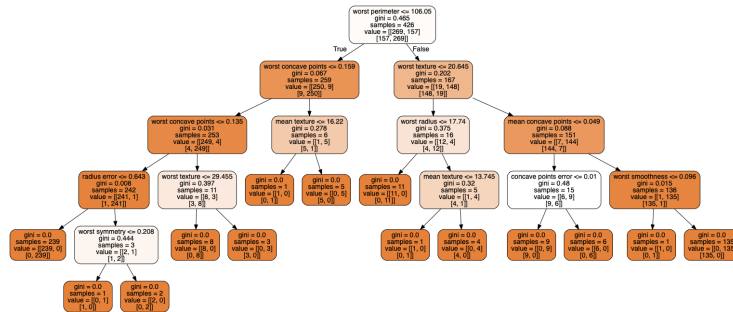 worst perimeter <= 106.05
gini = 0.465
samples = 426
value = [[269, 157]
[157, 269]]
True
False
worst concave points <= 0.159
gini = 0.067
samples = 259
value = [[250, 9]
[9, 250]]
worst texture <= 20.645
gini = 0.202
samples = 167
value = [[19, 148]
[148, 19]]
worst concave points <= 0.135
gini = 0.031
samples = 253
value = [[249, 4]
[4, 249]]
mean texture <= 16.22
gini = 0.278
samples = 6
value = [[1, 5]
[5, 1]]
worst radius <= 17.74
gini = 0.375
samples = 16
value = [[12, 4]
[4, 12]]
mean concave points <= 0.049
gini = 0.088
samples = 151
value = [[7, 144]
[144, 7]]
radius error <= 0.643
gini = 0.008
samples = 242
value = [[241, 1]
[1, 241]]
worst texture <= 29.455
gini = 0.397
samples = 11
value = [[8, 3]
[3, 8]]
gini = 0.0
samples = 1
value = [[1, 0]
[0, 1]]
gini = 0.0
samples = 5
value = [[0, 5]
[5, 0]]
gini = 0.0
samples = 11
value = [[11, 0]
[0, 11]]
mean texture <= 13.745
gini = 0.32
samples = 5
value = [[1, 4]
[4, 1]]
concave points error <= 0.01
gini = 0.48
samples = 15
value = [[6, 9]
[9, 6]]
worst smoothness <= 0.096
gini = 0.015
samples = 136
value = [[1, 135]
[135, 1]]
gini = 0.0
samples = 239
value = [[239, 0]
[0, 239]]
worst symmetry <= 0.208
gini = 0.444
samples = 3
value = [[2, 1]
[1, 2]]
gini = 0.0
samples = 8
value = [[8, 0]
[0, 8]]
gini = 0.0
samples = 3
value = [[0, 3]
[3, 0]]
gini = 0.0
samples = 1
value = [[1, 0]
[0, 1]]
gini = 0.0
samples = 4
value = [[0, 4]
[4, 0]]
gini = 0.0
samples = 9
value = [[0, 9]
[9, 0]]
gini = 0.0
samples = 6
value = [[6, 0]
[0, 6]]
gini = 0.0
samples = 1
value = [[1, 0]
[0, 1]]
gini = 0.0
samples = 135
value = [[0, 135]
[135, 0]]
gini = 0.0
samples = 1
value = [[0, 1]
[1, 0]]
gini = 0.0
samples = 2
value = [[2, 0]
[0, 2]]